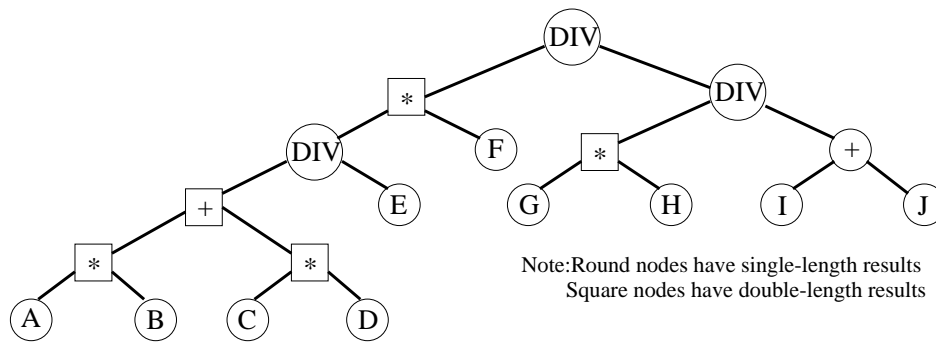 DIV
* DIV
DIV F * +
+ E G H I J
* *
Note:Round nodes have single-length results
Square nodes have double-length results
A B C D